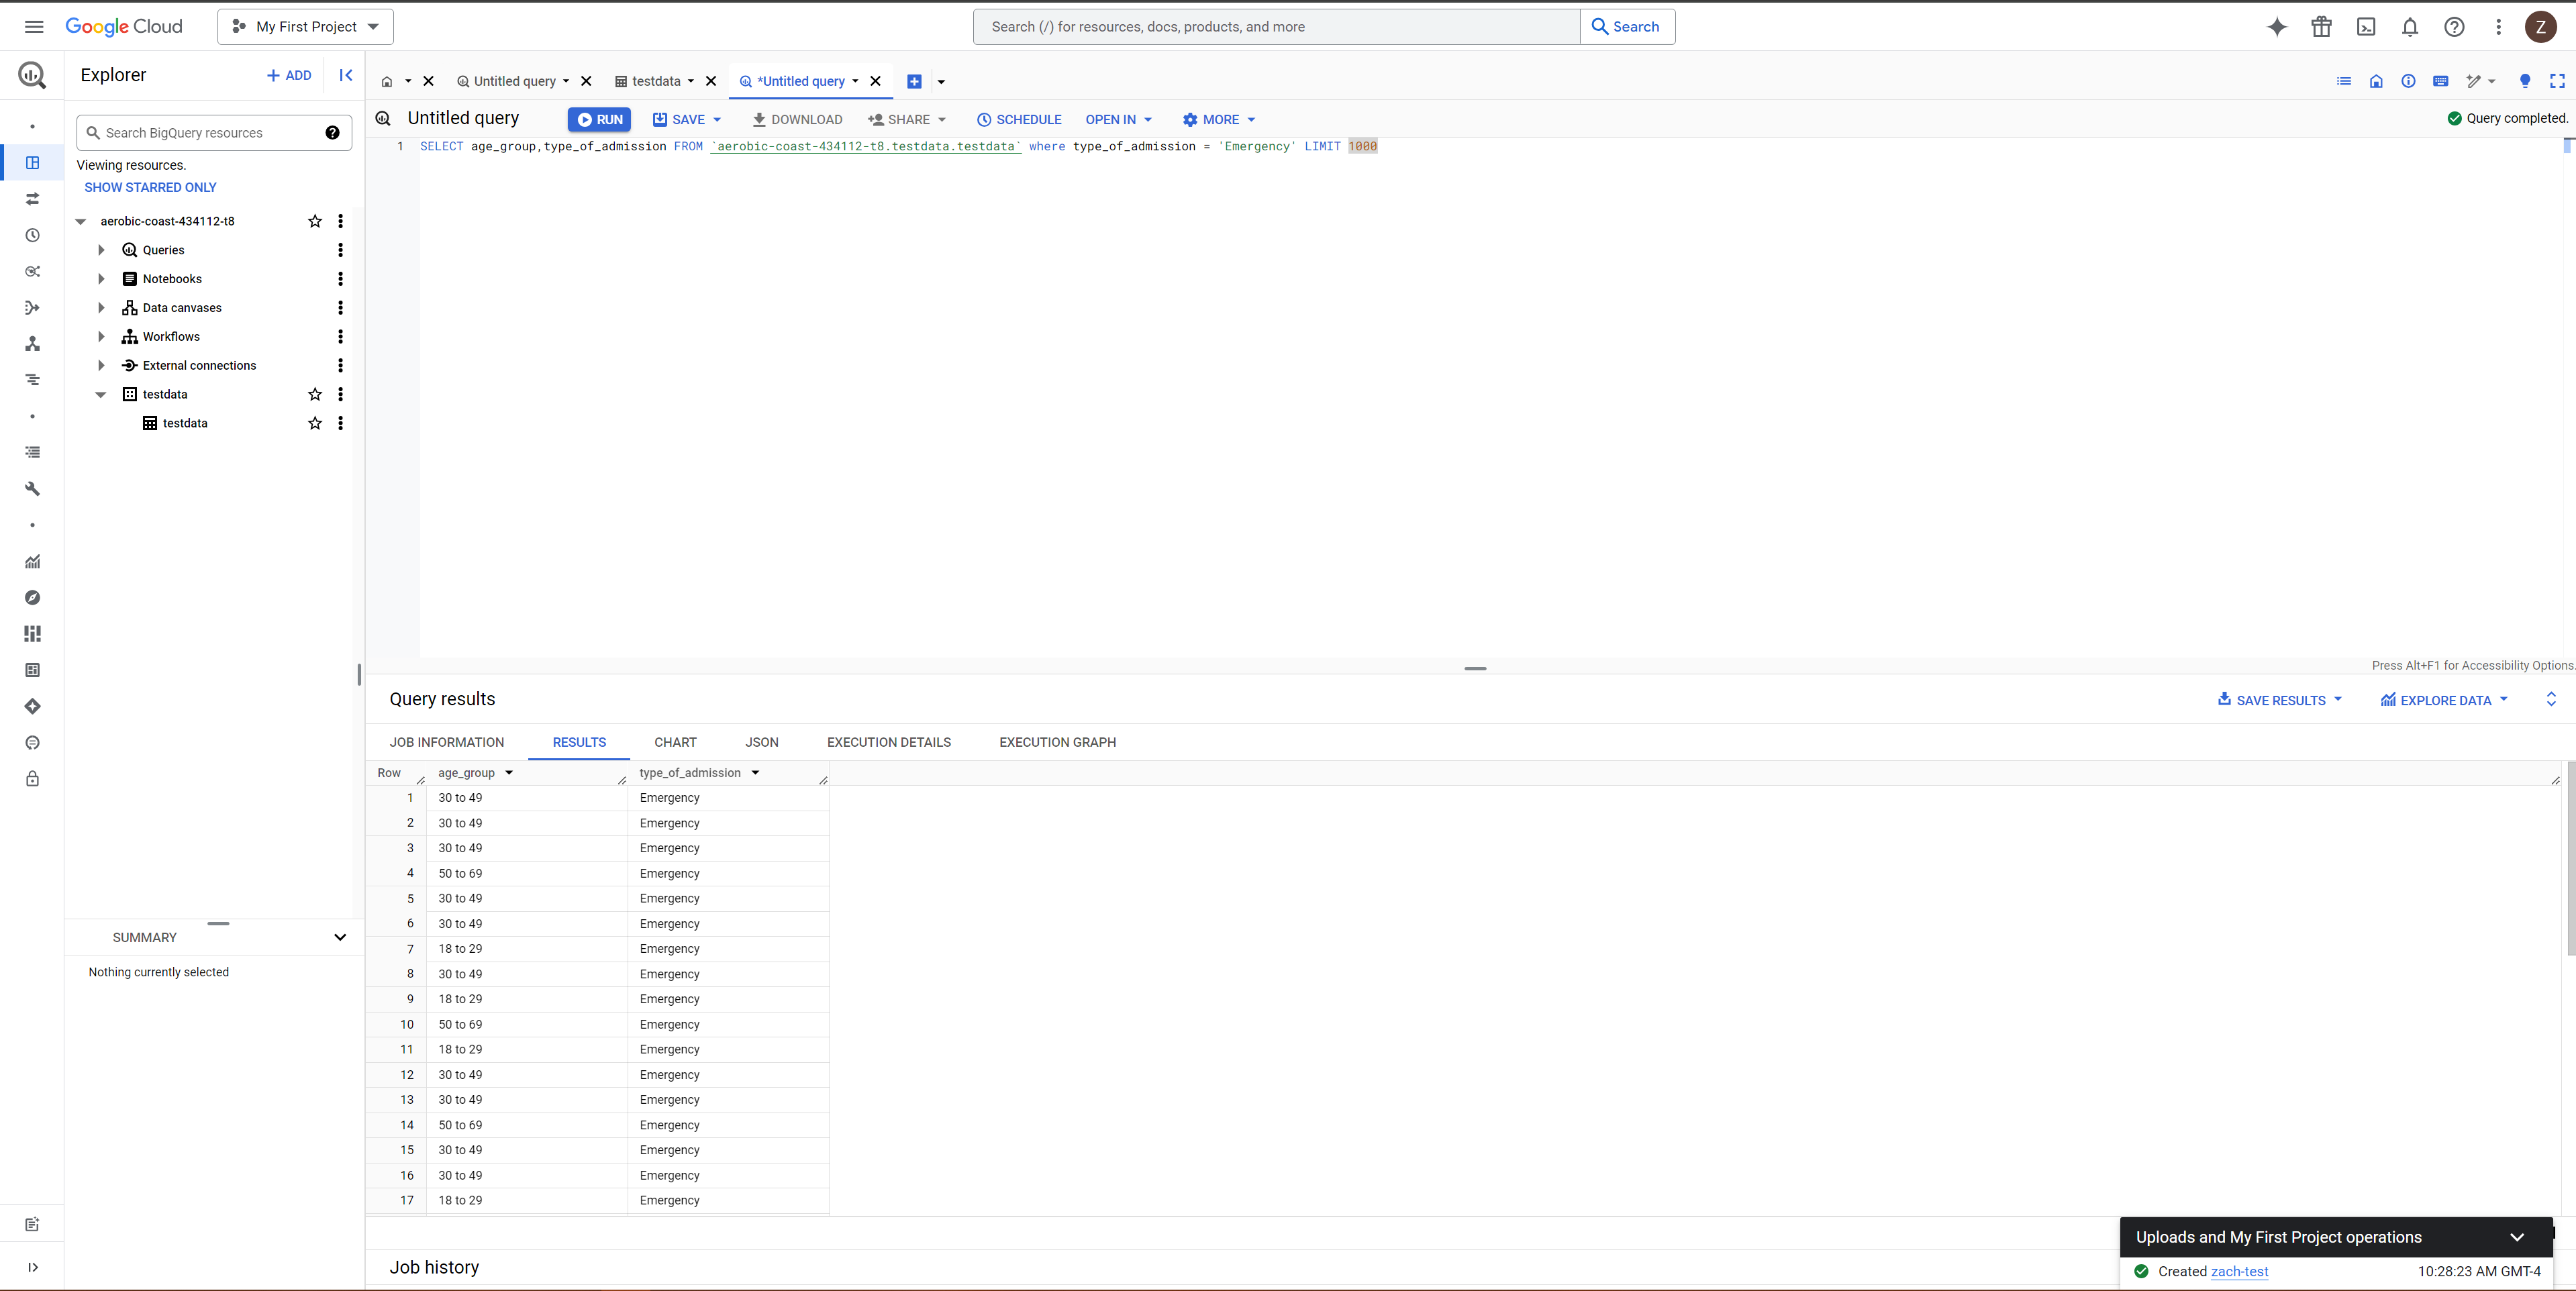 Google Cloud
My First Project
Search (/) for resources, docs, products, and more
Search
Z
Explorer
+ ADD
Untitled query
testdata
*Untitled query
Search BigQuery resources
Untitled query
RUN
SAVE
DOWNLOAD
SHARE
SCHEDULE
OPEN IN
MORE
Query completed.
Viewing resources.
SHOW STARRED ONLY
1 SELECT age_group,type_of_admission FROM `aerobic-coast-434112-t8.testdata.testdata` where type_of_admission = 'Emergency' LIMIT 1000
aerobic-coast-434112-t8
Queries
Notebooks
Data canvases
Workflows
External connections
testdata
testdata
Press Alt+F1 for Accessibility Options.
Query results
SAVE RESULTS
EXPLORE DATA
JOB INFORMATION
RESULTS
CHART
JSON
EXECUTION DETAILS
EXECUTION GRAPH
Row age_group type_of_admission
1 30 to 49 Emergency
2 30 to 49 Emergency
3 30 to 49 Emergency
4 50 to 69 Emergency
5 30 to 49 Emergency
6 30 to 49 Emergency
7 18 to 29 Emergency
8 30 to 49 Emergency
9 18 to 29 Emergency
10 50 to 69 Emergency
11 18 to 29 Emergency
12 30 to 49 Emergency
13 30 to 49 Emergency
14 50 to 69 Emergency
15 30 to 49 Emergency
16 30 to 49 Emergency
17 18 to 29 Emergency
SUMMARY
Nothing currently selected
Job history
Uploads and My First Project operations
Created zach-test 10:28:23 AM GMT-4